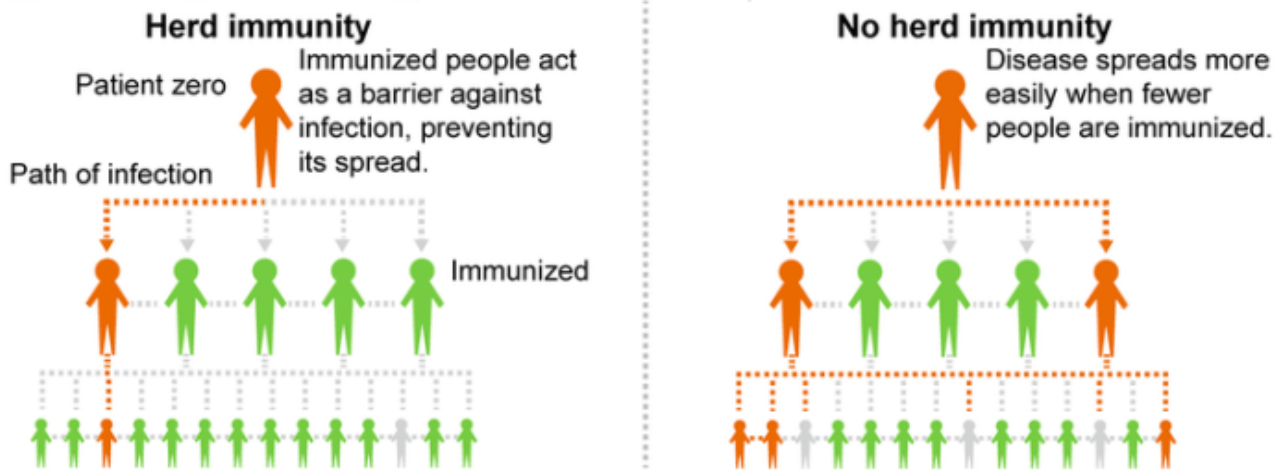 Herd immunity
Patient zero
Immunized people act
as a barrier against
infection, preventing
its spread.
Path of infection
Immunized
No herd immunity
Disease spreads more
easily when fewer
people are immunized.